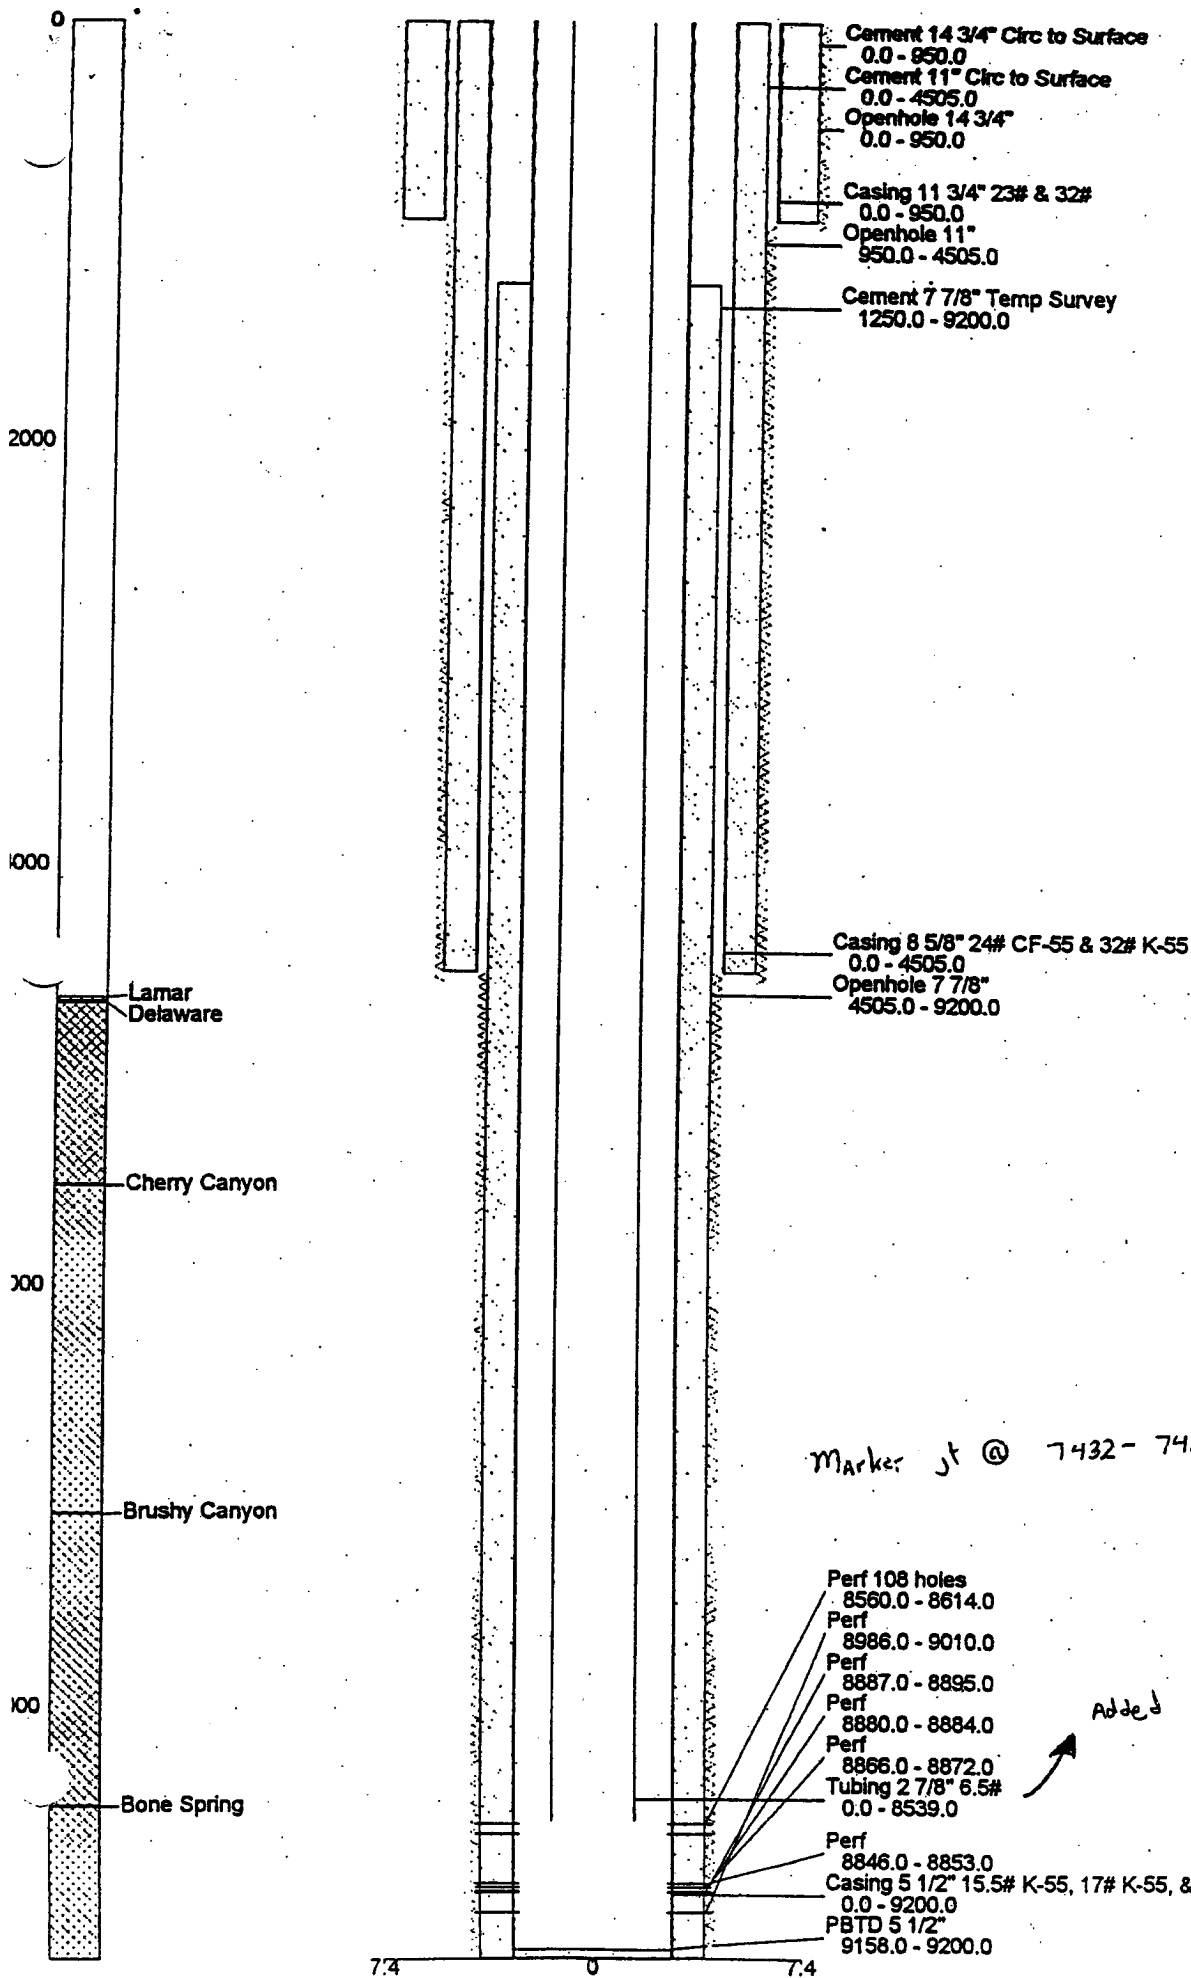 0
Cement 14 3/4" Circ to Surface
0.0 - 950.0
Cement 11" Circ to Surface
0.0 - 4505.0
Openhole 14 3/4"
0.0 - 950.0
Casing 11 3/4" 23# & 32#
0.0 - 950.0
Openhole 11"
950.0 - 4505.0
Cement 7 7/8" Temp Survey
1250.0 - 9200.0
2000
000
Casing 8 5/8" 24# CF-55 & 32# K-55
0.0 - 4505.0
Openhole 7 7/8"
4505.0 - 9200.0
Lamar
Delaware
Cherry Canyon
000
Marker jt @ 7432 - 74
Brushy Canyon
Perf 108 holes
8560.0 - 8614.0
Perf
8986.0 - 9010.0
Perf
8887.0 - 8895.0
Perf
8880.0 - 8884.0
Perf
8866.0 - 8872.0
Added
Tubing 2 7/8" 6.5#
0.0 - 8539.0
00
Bone Spring
Perf
8846.0 - 8853.0
Casing 5 1/2" 15.5# K-55, 17# K-55, &
0.0 - 9200.0
PBTD 5 1/2"
9158.0 - 9200.0
7.4 0 7.4